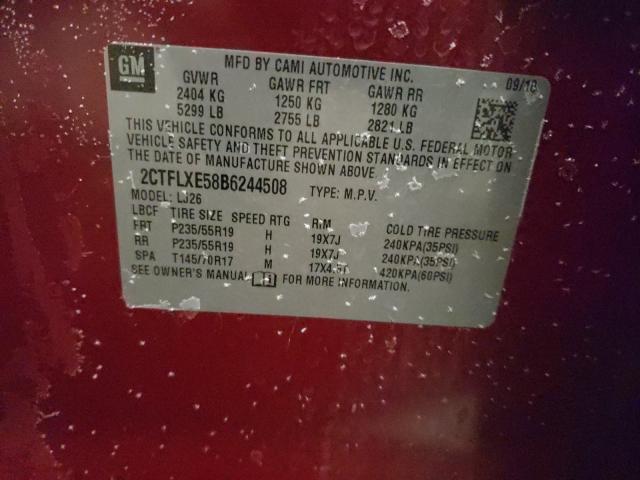 GM
MFD BY CAMI AUTOMOTIVE INC.
09/10
GVWR GAWR FRT GAWR RR
2404 KG 1250 KG 1280 KG
5299 LB 2755 LB 2821 LB
THIS VEHICLE CONFORMS TO ALL APPLICABLE U.S. FEDERAL MOTOR
VEHICLE SAFETY AND THEFT PREVENTION STANDARDS IN EFFECT ON
THE DATE OF MANUFACTURE SHOWN ABOVE.
2CTFLXE58B6244508 TYPE: M.P.V.
MODEL: LJ26
LBCF TIRE SIZE SPEED RTG RIM COLD TIRE PRESSURE
FRT P235/55R19 H 19X7J 240KPA(35PSI)
RR P235/55R19 H 19X7J 240KPA(35PSI)
SPA T145/70R17 M 17X4.5T 420KPA(60PSI)
SEE OWNER'S MANUAL FOR MORE INFORMATION.